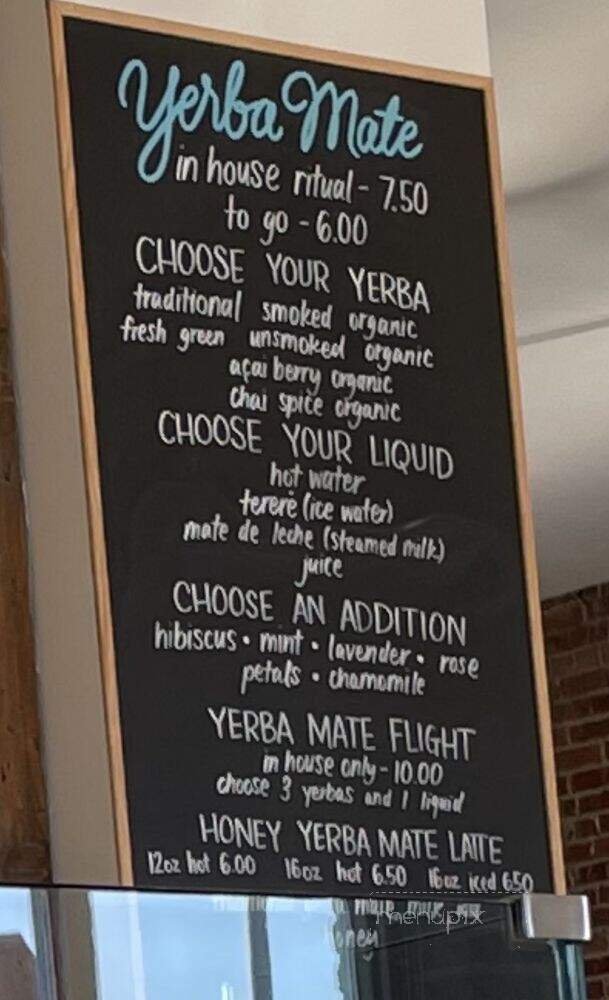 Yerba Mate
in house ritual - 7.50
to go - 6.00
CHOOSE YOUR YERBA
traditional smoked organic
fresh green unsmoked organic
açai berry organic
chai spice organic
CHOOSE YOUR LIQUID
hot water
tereré (ice water)
mate de leche (steamed milk)
juice
CHOOSE AN ADDITION
hibiscus • mint • lavender • rose
petals • chamomile
YERBA MATE FLIGHT
in house only - 10.00
choose 3 yerbas and 1 liquid
HONEY YERBA MATE LATTE
12oz hot 6.00 16oz hot 6.50 16oz iced 6.50
milk
honey
menupix